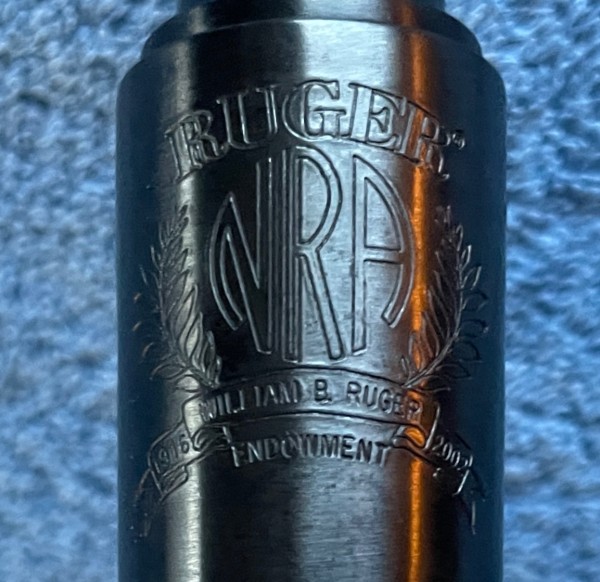 RUGER®
NRA
WILLIAM B. RUGER
1916 2002
ENDOWMENT